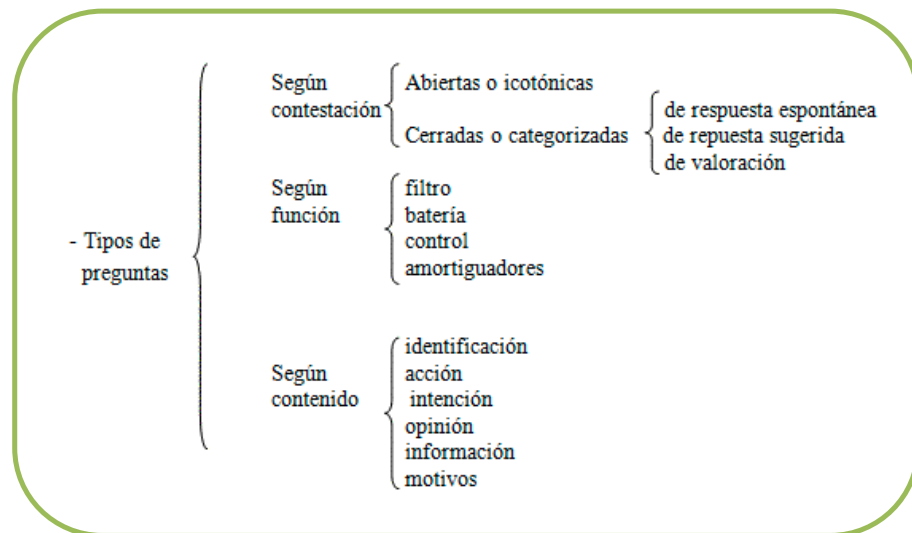 - Tipos de
preguntas
Según
contestación
Abiertas o icotónicas
Cerradas o categorizadas
de respuesta espontánea
de repuesta sugerida
de valoración
Según
función
filtro
batería
control
amortiguadores
Según
contenido
identificación
acción
intención
opinión
información
motivos